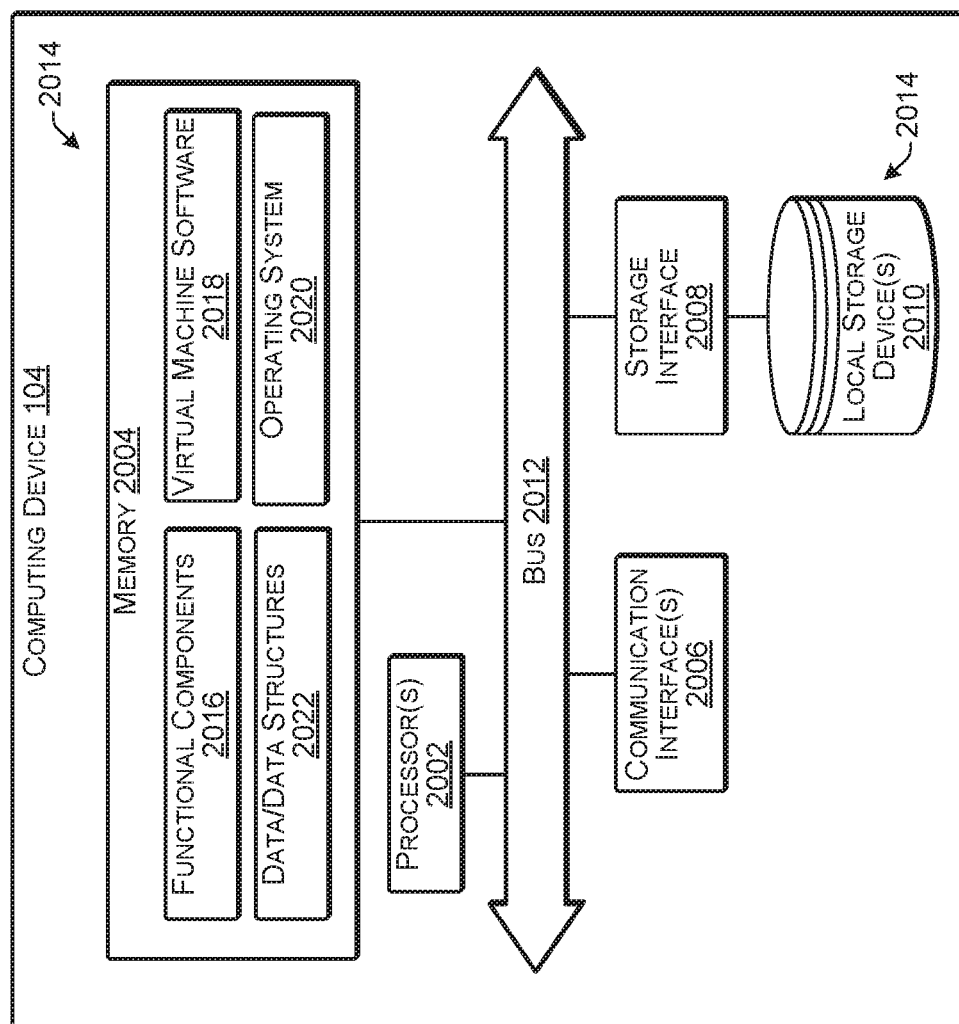 COMPUTING DEVICE 104
2014
MEMORY 2004
FUNCTIONAL COMPONENTS
2016
VIRTUAL MACHINE SOFTWARE
2018
DATA/DATA STRUCTURES
2022
OPERATING SYSTEM
2020
PROCESSOR(S)
2002
BUS 2012
COMMUNICATION
INTERFACE(S)
2006
STORAGE
INTERFACE
2008
LOCAL STORAGE
DEVICE(S)
2010
2014